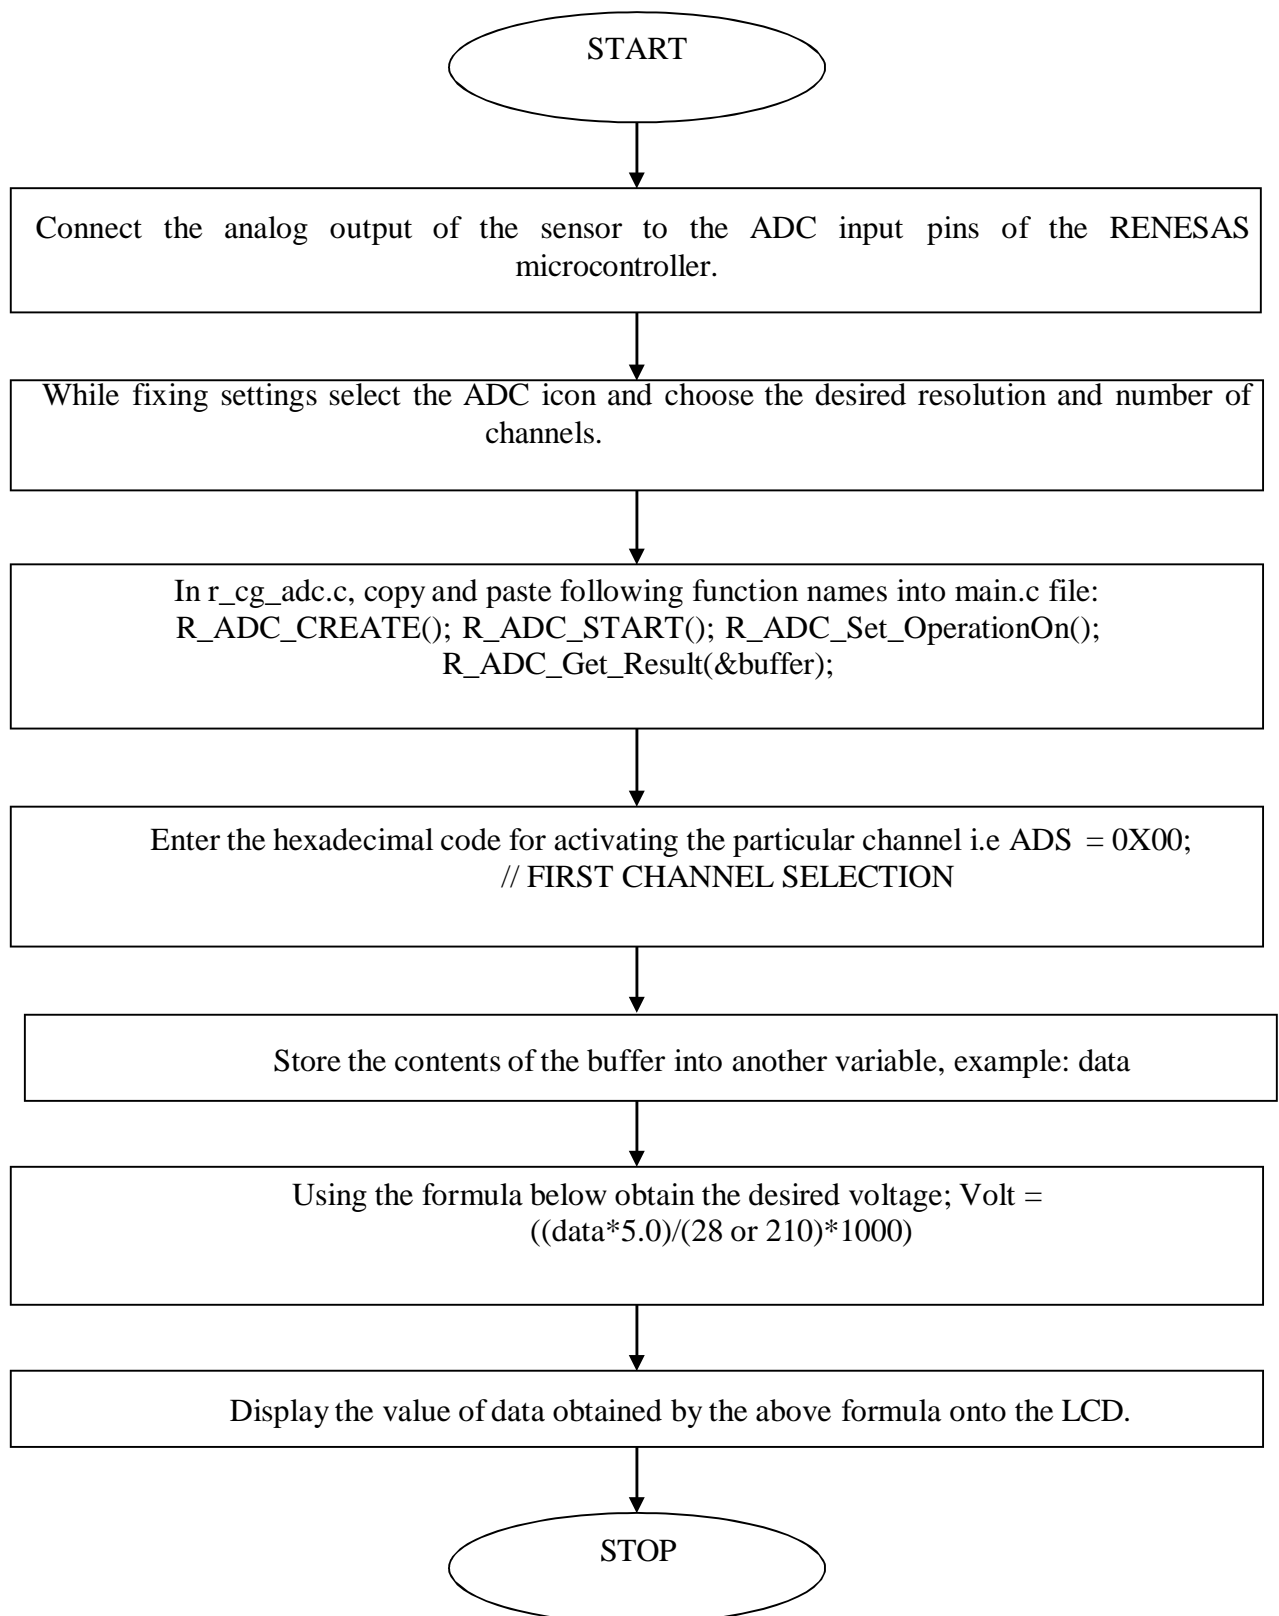 START
Connect the analog output of the sensor to the ADC input pins of the RENESAS
microcontroller.
While fixing settings select the ADC icon and choose the desired resolution and number of
channels.
In r_cg_adc.c, copy and paste following function names into main.c file:
R_ADC_CREATE(); R_ADC_START(); R_ADC_Set_OperationOn();
R_ADC_Get_Result(&buffer);
Enter the hexadecimal code for activating the particular channel i.e ADS = 0X00;
// FIRST CHANNEL SELECTION
Store the contents of the buffer into another variable, example: data
Using the formula below obtain the desired voltage; Volt =
((data*5.0)/(28 or 210)*1000)
Display the value of data obtained by the above formula onto the LCD.
STOP